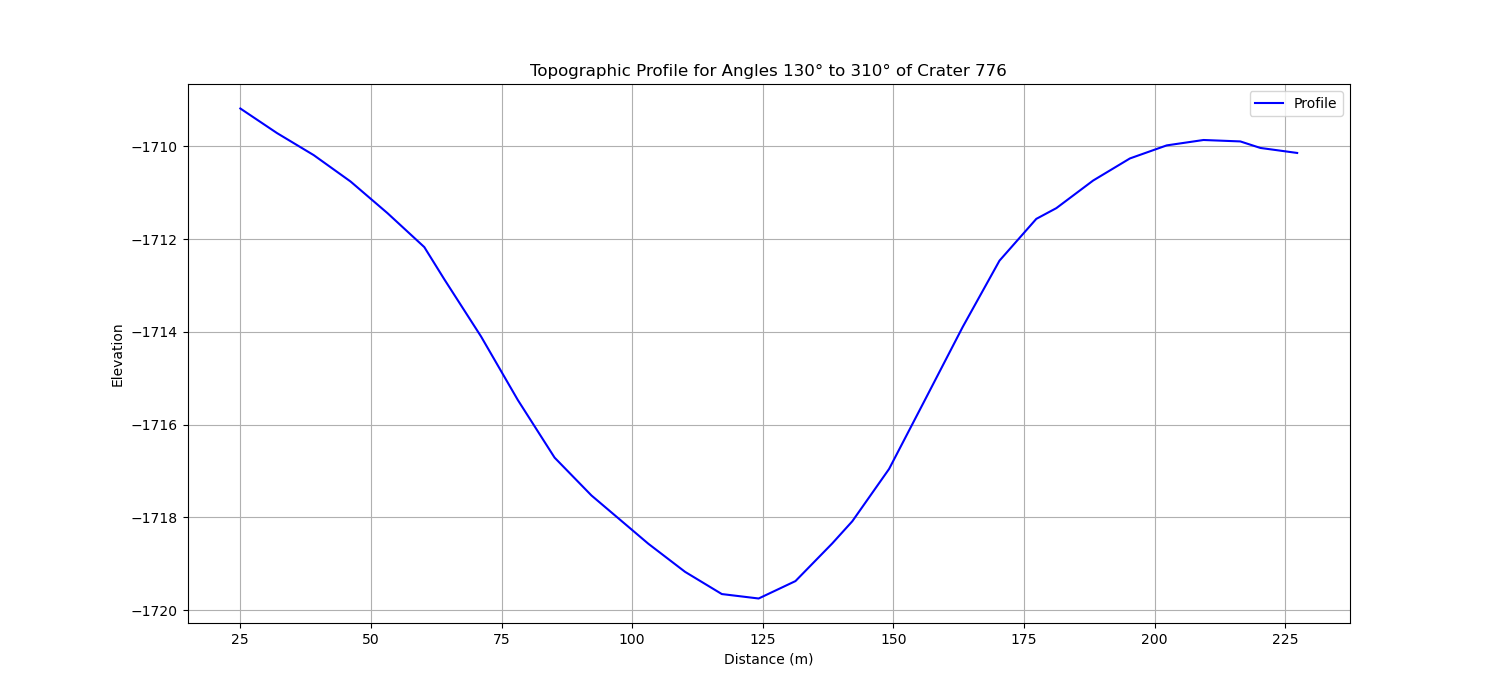 Topographic Profile for Angles 130° to 310° of Crater 776
Profile
−1710
−1712
−1714
−1716
−1718
−1720
Elevation
25 50 75 100 125 150 175 200 225
Distance (m)